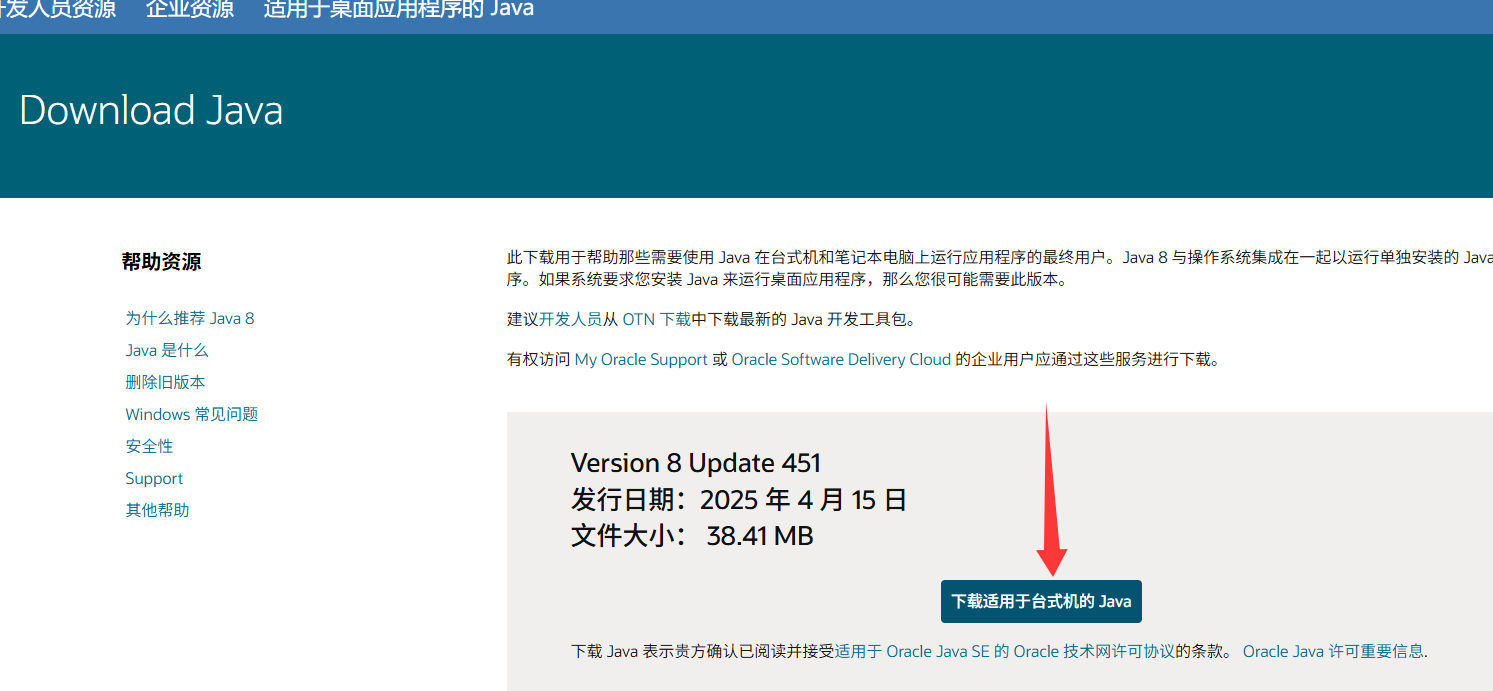 开发人员资源 企业资源 适用于桌面应用程序的 Java
Download Java
帮助资源
为什么推荐 Java 8
Java 是什么
删除旧版本
Windows 常见问题
安全性
Support
其他帮助
此下载用于帮助那些需要使用 Java 在台式机和笔记本电脑上运行应用程序的最终用户。Java 8 与操作系统集成在一起以运行单独安装的 Java
序。如果系统要求您安装 Java 来运行桌面应用程序，那么您很可能需要此版本。
建议开发人员从 OTN 下载中下载最新的 Java 开发工具包。
有权访问 My Oracle Support 或 Oracle Software Delivery Cloud 的企业用户应通过这些服务进行下载。
Version 8 Update 451
发行日期：2025 年 4 月 15 日
文件大小： 38.41 MB
下载适用于台式机的 Java
下载 Java 表示贵方确认已阅读并接受适用于 Oracle Java SE 的 Oracle 技术网许可协议的条款。 Oracle Java 许可重要信息.